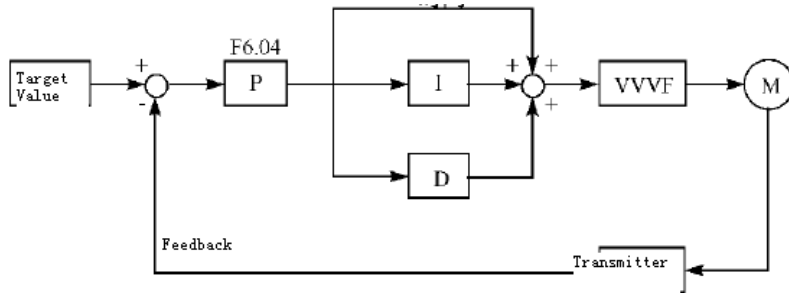 F6.04
Target
Value
+
-
P
I
D
+
+
+
VVVF
M
Feedback
Transmitter